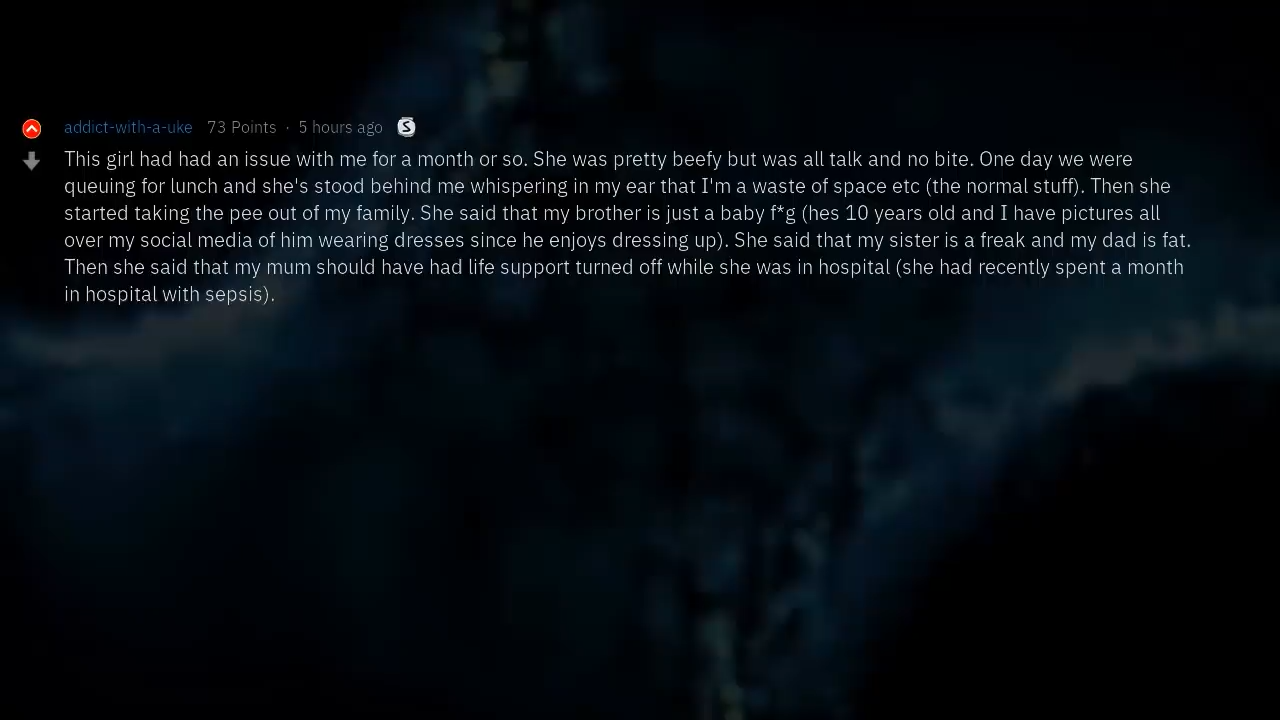 addict-with-a-uke 73 Points · 5 hours ago
This girl had had an issue with me for a month or so. She was pretty beefy but was all talk and no bite. One day we were
queuing for lunch and she's stood behind me whispering in my ear that I'm a waste of space etc (the normal stuff). Then she
started taking the pee out of my family. She said that my brother is just a baby f*g (hes 10 years old and I have pictures all
over my social media of him wearing dresses since he enjoys dressing up). She said that my sister is a freak and my dad is fat.
Then she said that my mum should have had life support turned off while she was in hospital (she had recently spent a month
in hospital with sepsis).